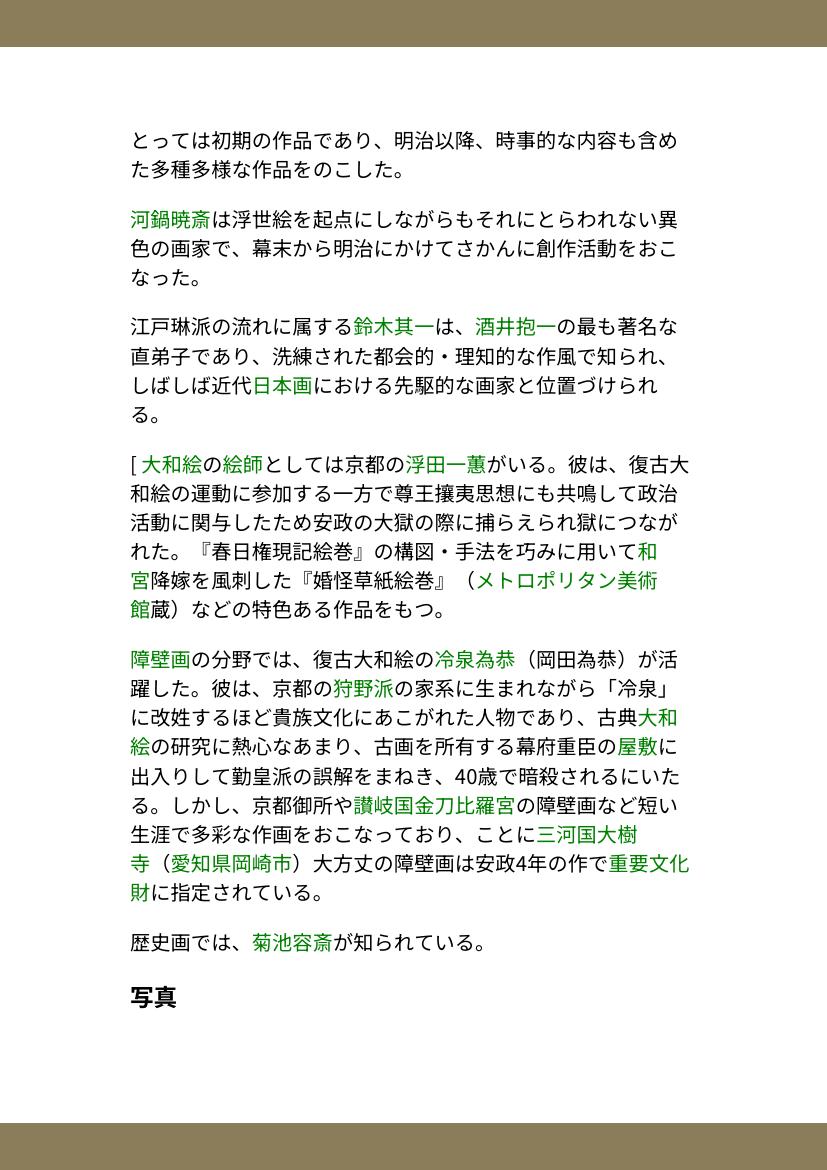 とっては初期の作品であり、明治以降、時事的な内容も含め
た多種多様な作品をのこした。
河鍋暁斎は浮世絵を起点にしながらもそれにとらわれない異
色の画家で、幕末から明治にかけてさかんに創作活動をおこ
なった。
江戸琳派の流れに属する鈴木其一は、酒井抱一の最も著名な
直弟子であり、洗練された都会的・理知的な作風で知られ、
しばしば近代日本画における先駆的な画家と位置づけられ
る。
[ 大和絵の絵師としては京都の浮田一蕙がいる。彼は、復古大
和絵の運動に参加する一方で尊王攘夷思想にも共鳴して政治
活動に関与したため安政の大獄の際に捕らえられ獄につなが
れた。『春日権現記絵巻』の構図・手法を巧みに用いて和
宮降嫁を風刺した『婚怪草紙絵巻』（メトロポリタン美術
館蔵）などの特色ある作品をもつ。
障壁画の分野では、復古大和絵の冷泉為恭（岡田為恭）が活
躍した。彼は、京都の狩野派の家系に生まれながら「冷泉」
に改姓するほど貴族文化にあこがれた人物であり、古典大和
絵の研究に熱心なあまり、古画を所有する幕府重臣の屋敷に
出入りして勤皇派の誤解をまねき、40歳で暗殺されるにいた
る。しかし、京都御所や讃岐国金刀比羅宮の障壁画など短い
生涯で多彩な作画をおこなっており、ことに三河国大樹
寺（愛知県岡崎市）大方丈の障壁画は安政4年の作で重要文化
財に指定されている。
歴史画では、菊池容斎が知られている。
写真